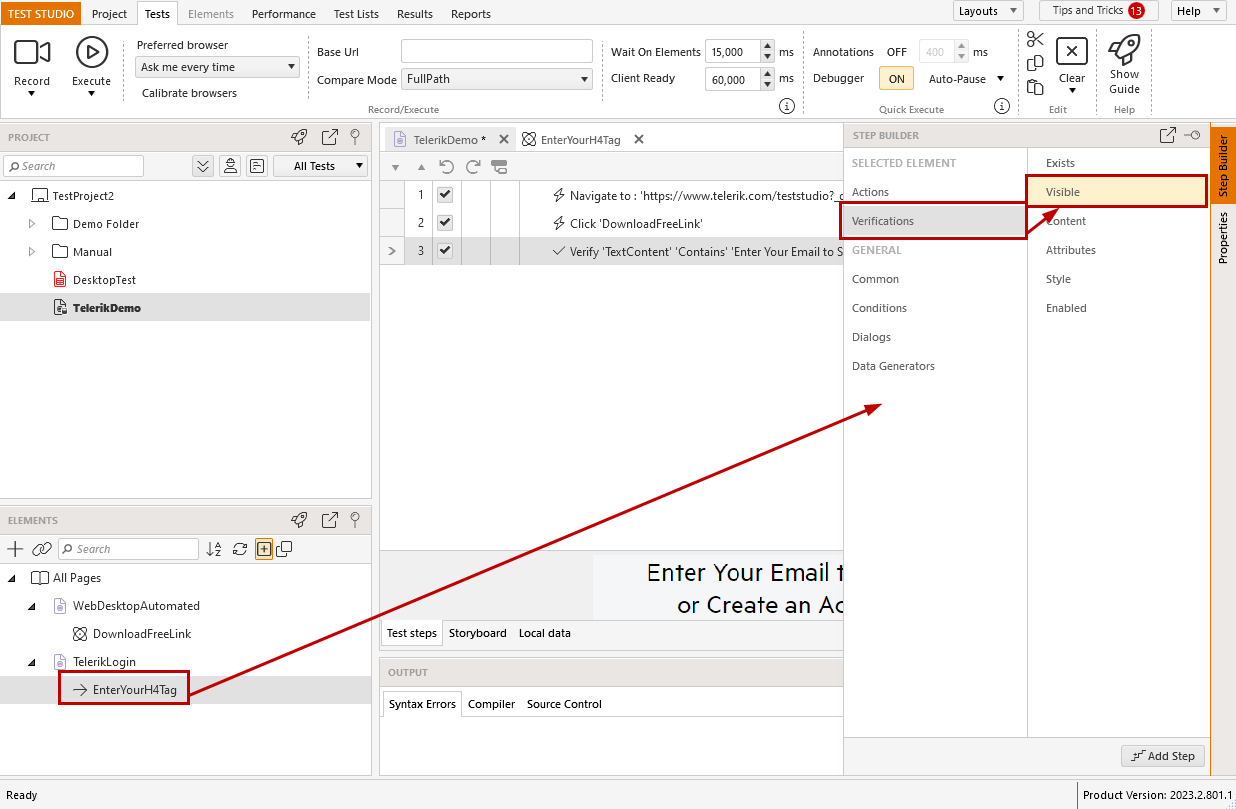 TEST STUDIO Project Tests Elements Performance Test Lists Results Reports Layouts Tips and Tricks 13 Help
Record
Execute
Preferred browser
Ask me every time
Calibrate browsers
Base Url
Compare Mode FullPath
Record/Execute
Wait On Elements 15,000 ms
Client Ready 60,000 ms
Annotations OFF 400 ms
Debugger ON Auto-Pause
Quick Execute
Clear
Edit
Show
Guide
Help
PROJECT
Search
All Tests
TestProject2
Demo Folder
Manual
DesktopTest
TelerikDemo
ELEMENTS
Search
All Pages
WebDesktopAutomated
DownloadFreeLink
TelerikLogin
EnterYourH4Tag
TelerikDemo * EnterYourH4Tag
1 Navigate to : 'https://www.telerik.com/teststudio?_
2 Click 'DownloadFreeLink'
3 Verify 'TextContent' 'Contains' 'Enter Your Email to S
Enter Your Email t
or Create an Ac
Test steps Storyboard Local data
OUTPUT
Syntax Errors Compiler Source Control
STEP BUILDER
SELECTED ELEMENT
Actions
Verifications
GENERAL
Common
Conditions
Dialogs
Data Generators
Exists
Visible
Content
Attributes
Style
Enabled
Add Step
Step Builder
Properties
Ready
Product Version: 2023.2.801.1